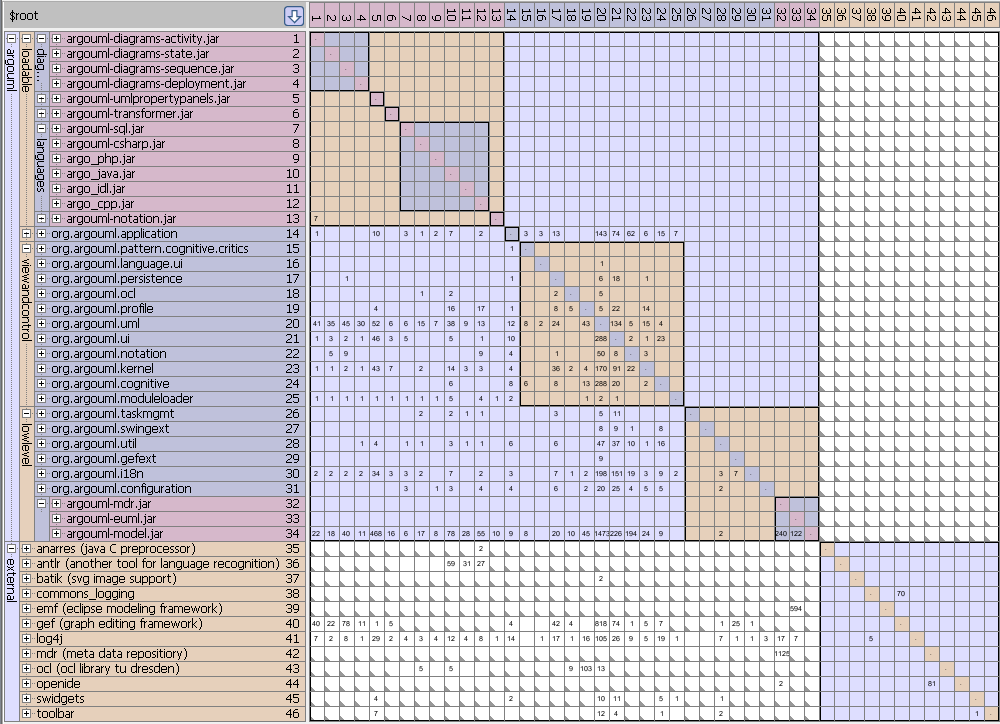 $root 1 2 3 4 5 6 7 8 9 10 11 12 13 14 15 16 17 18 19 20 21 22 23 24 25 26 27 28 29 30 31 32 33 34 35 36 37 38 39 40 41 42 43 44 45 46
argouml
loadable
diag...
argouml-diagrams-activity.jar 1 -
argouml-diagrams-state.jar 2 -
argouml-diagrams-sequence.jar 3 -
argouml-diagrams-deployment.jar 4 -
argouml-umlpropertypanels.jar 5 -
argouml-transformer.jar 6 -
languages
argouml-sql.jar 7 -
argouml-csharp.jar 8 -
argo_php.jar 9 -
argo_java.jar 10 -
argo_idl.jar 11 -
argo_cpp.jar 12 -
argouml-notation.jar 13 7 -
org.argouml.application 14 1 10 3 1 2 7 2 - 3 3 13 143 74 62 6 15 7
viewandcontrol
org.argouml.pattern.cognitive.critics 15 1 -
org.argouml.language.ui 16 - 1
org.argouml.persistence 17 1 1 - 6 18 1
org.argouml.ocl 18 1 2 2 - 5
org.argouml.profile 19 4 16 17 1 8 5 - 5 22 14
org.argouml.uml 20 41 35 45 30 52 6 6 15 7 38 9 13 12 8 2 24 43 - 134 5 15 4
org.argouml.ui 21 1 3 2 1 46 3 5 5 1 10 288 - 2 1 23
org.argouml.notation 22 5 9 9 4 1 50 8 - 3
org.argouml.kernel 23 1 2 1 1 43 7 14 3 3 4 36 2 4 170 91 22 -
org.argouml.cognitive 24 6 8 6 8 13 288 20 2 -
org.argouml.moduleloader 25 1 1 1 1 1 1 1 1 1 5 4 1 2 1 2 1 -
lowlevel
org.argouml.taskmgmt 26 2 2 1 3 5 11 -
org.argouml.swingext 27 8 9 1 8 -
org.argouml.util 28 1 4 1 3 1 1 6 6 47 37 10 1 16 -
org.argouml.gefext 29 9 -
org.argouml.i18n 30 2 2 2 2 34 3 3 2 7 2 3 7 1 2 198 151 19 3 9 2 3 7 -
org.argouml.configuration 31 3 1 3 4 4 6 2 20 25 4 5 5 2 -
argouml-mdr.jar 32 -
argouml-euml.jar 33 -
argouml-model.jar 34 22 18 40 11 468 16 6 17 8 78 28 55 10 9 8 20 10 45 1473 226 194 24 9 2 240 122 -
external
anarres (java C preprocessor) 35 2 -
antlr (another tool for language recognition) 36 59 31 27 -
batik (svg image support) 37 2 -
commons_logging 38 - 70
emf (eclipse modeling framework) 39 594 -
gef (graph editing framework) 40 40 22 78 11 1 5 14 4 2 42 818 74 1 5 7 1 25 1 -
log4j 41 7 2 8 1 29 2 4 3 4 12 4 8 1 14 1 17 1 16 105 26 9 5 19 1 7 1 1 3 17 7 5 -
mdr (meta data repositiory) 42 1125 -
ocl (ocl library tu dresden) 43 5 5 9 103 13 -
openide 44 2 81 -
swidgets 45 4 2 10 11 5 1 1 -
toolbar 46 7 12 4 1 2 1 -